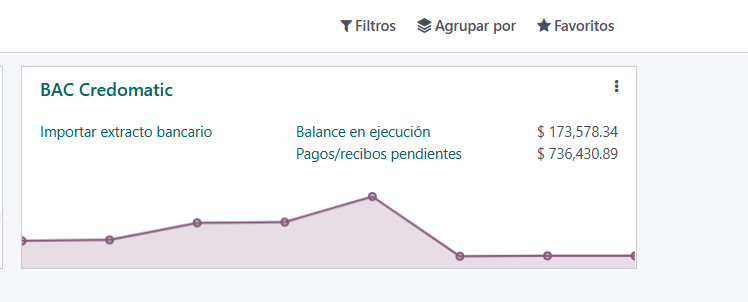 Filtros Agrupar por Favoritos
BAC Credomatic
Importar extracto bancario Balance en ejecución $ 173,578.34
Pagos/recibos pendientes $ 736,430.89